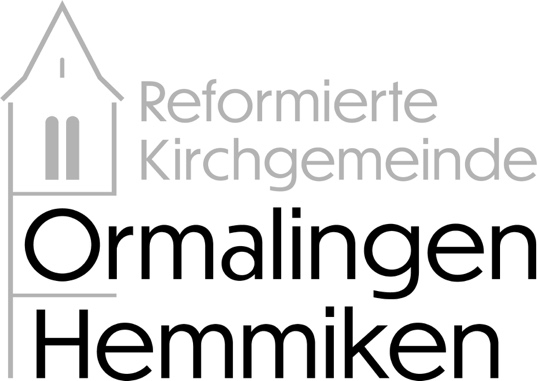 Reformierte
Kirchgemeinde
Ormalingen
Hemmiken